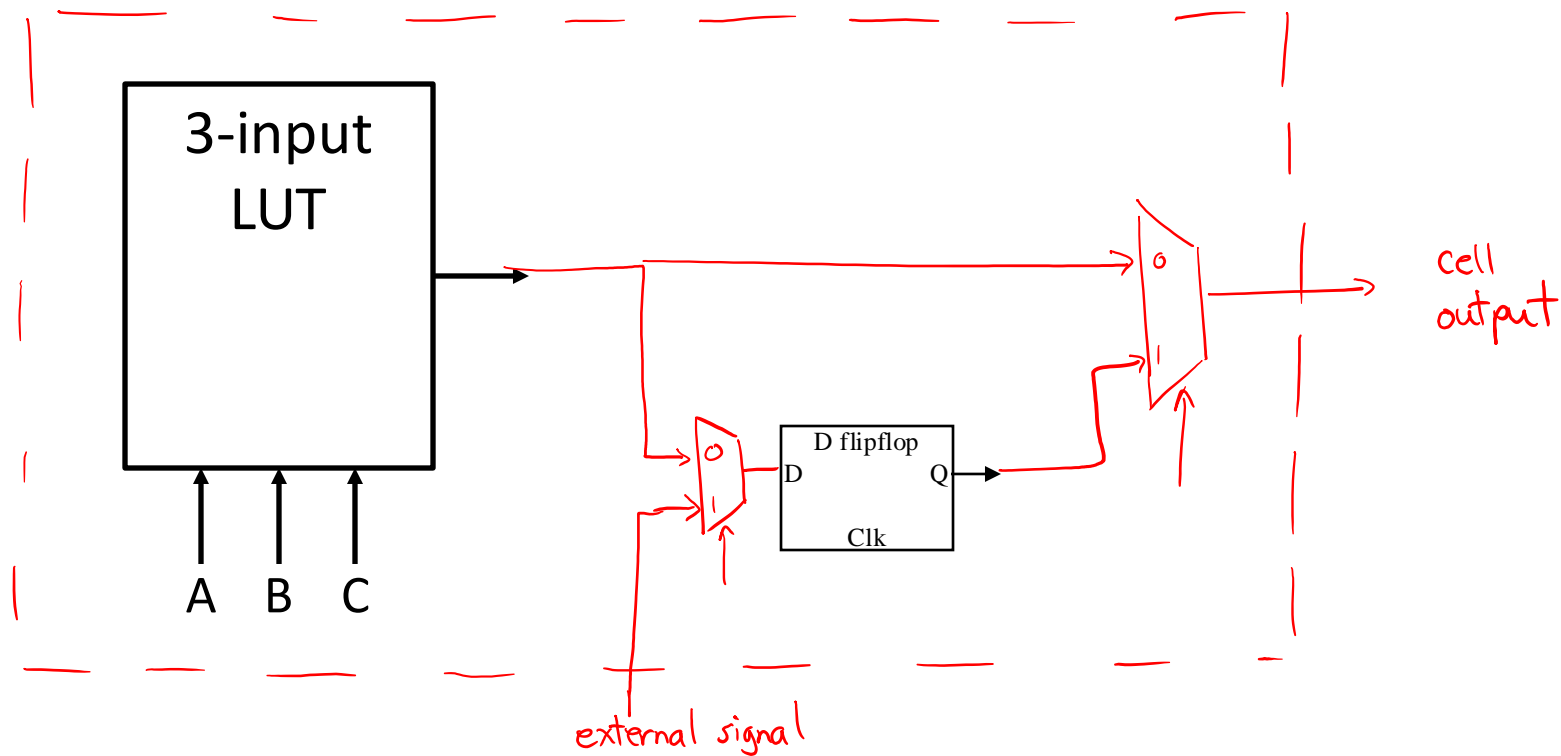 3-input
LUT
A B C
0
1
D flipflop
D Q
Clk
0
1
cell
output
external signal